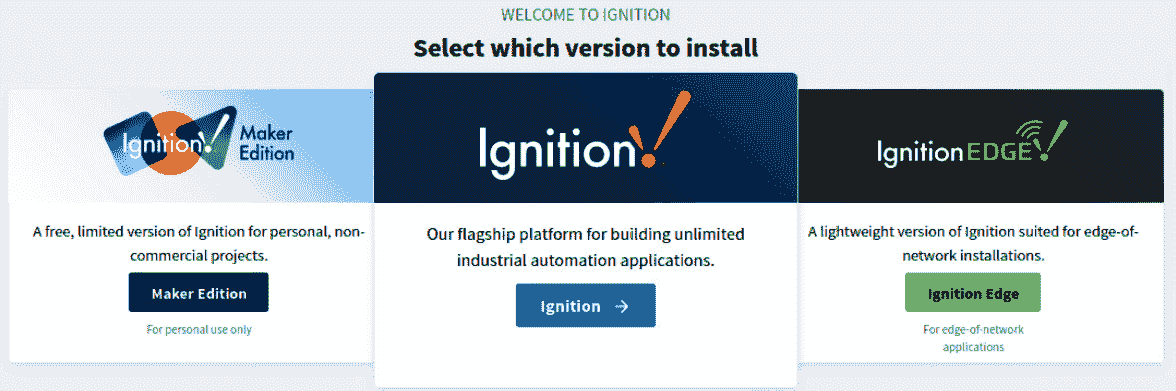 WELCOME TO IGNITION
Select which version to install
Ignition!
Maker
Edition
A free, limited version of Ignition for personal, non-
commercial projects.
Maker Edition
For personal use only
Ignition!
Our flagship platform for building unlimited
industrial automation applications.
Ignition →
Ignition EDGE!
A lightweight version of Ignition suited for edge-of-
network installations.
Ignition Edge
For edge-of-network
applications